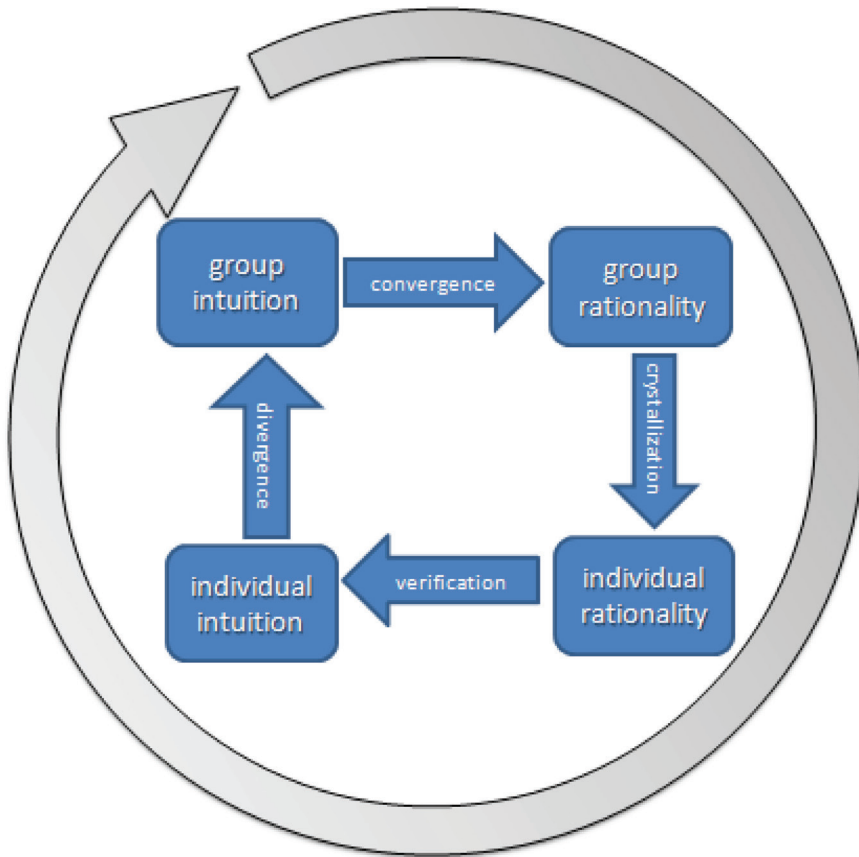 group
intuition
convergence
group
rationality
crystallization
divergence
individual
intuition
verification
individual
rationality